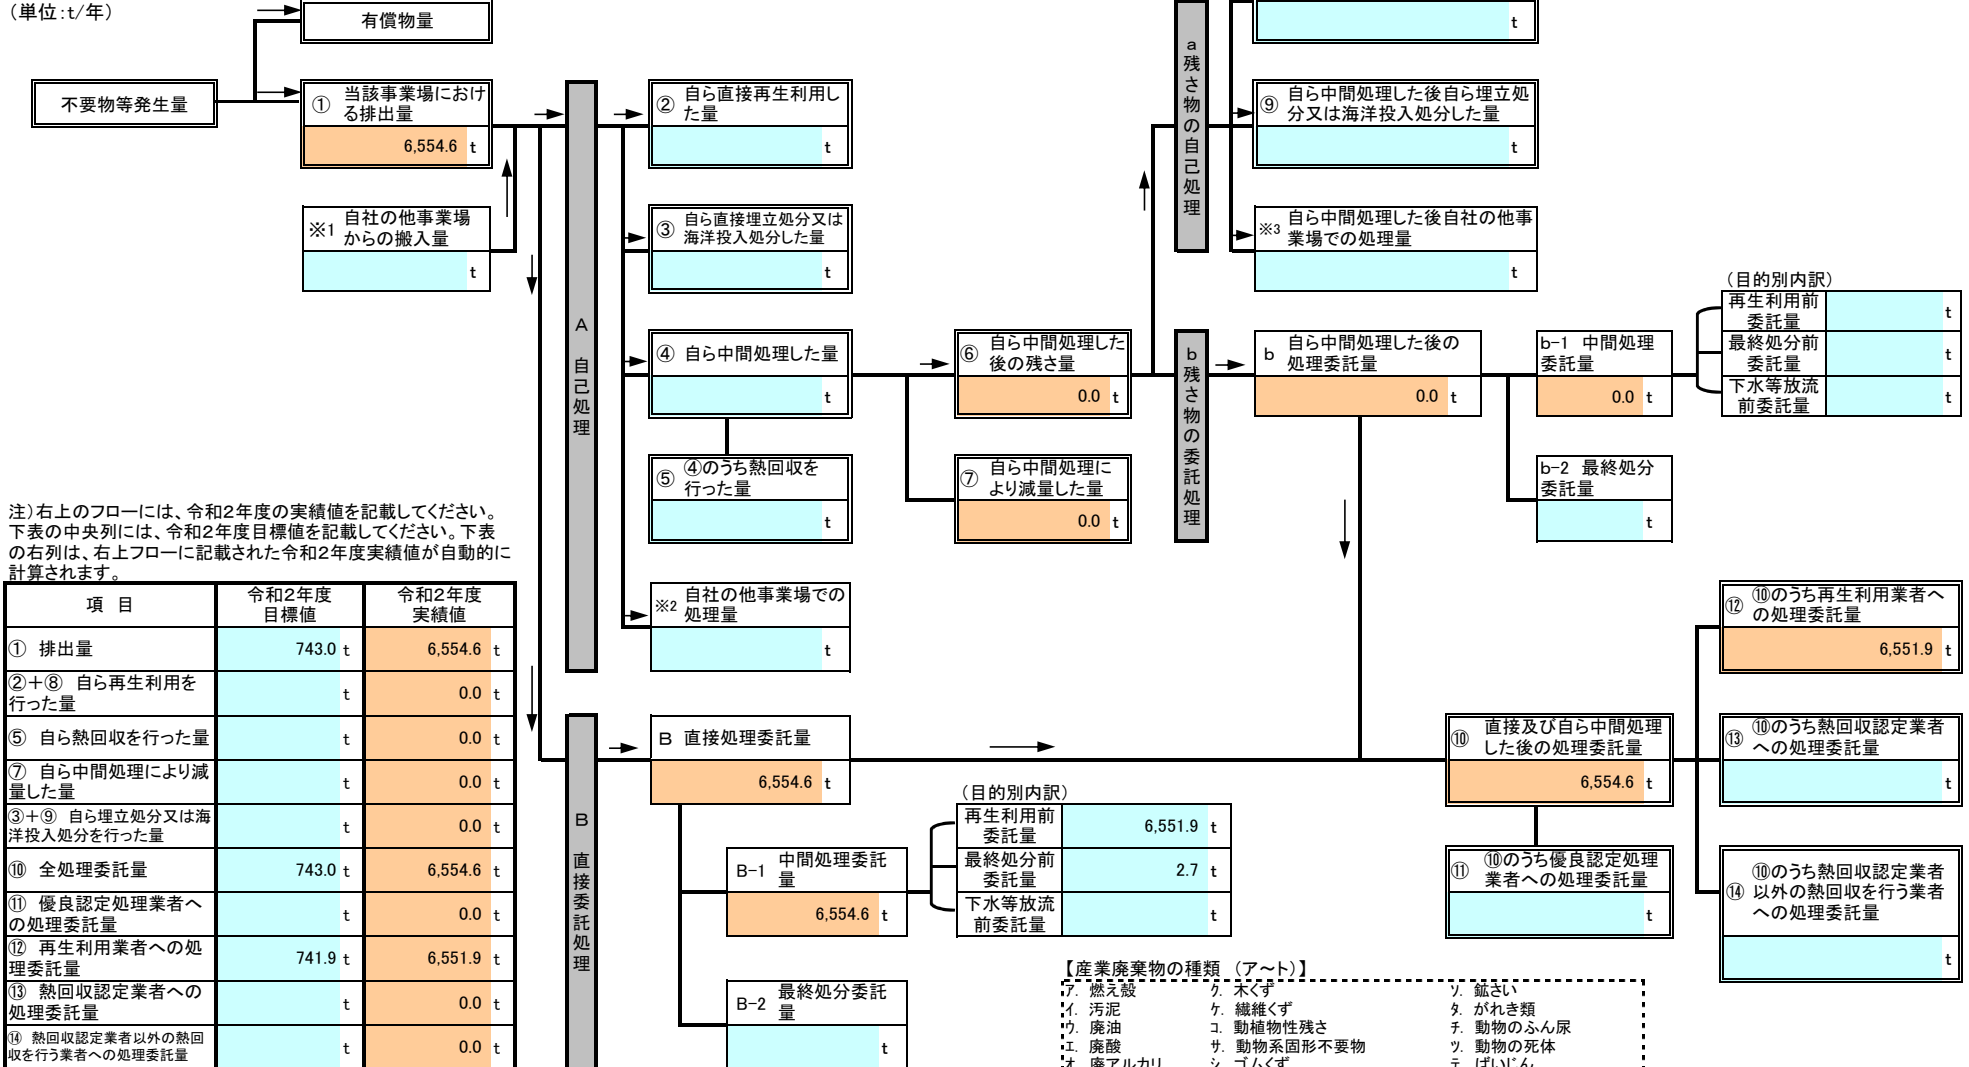 （単位:t/年）
有償物量
t
不要物等発生量
① 当該事業場におけ
る排出量
6,554.6 t
※1 自社の他事業場
からの搬入量
t
A 自己処理
② 自ら直接再生利用し
た量
t
③ 自ら直接埋立処分又は
海洋投入処分した量
t
④ 自ら中間処理した量
t
⑤ ④のうち熱回収を
行った量
t
※2 自社の他事業場での
処理量
t
⑥ 自ら中間処理した
後の残さ量
0.0 t
⑦ 自ら中間処理に
より減量した量
0.0 t
a 残さ物の自己処理
⑨ 自ら中間処理した後自ら埋立処
分又は海洋投入処分した量
t
※3 自ら中間処理した後自社の他事
業場での処理量
t
b 残さ物の委託処理
b 自ら中間処理した後の
処理委託量
0.0 t
b-1 中間処理
委託量
0.0 t
b-2 最終処分
委託量
t
（目的別内訳）
再生利用前
委託量
t
最終処分前
委託量
t
下水等放流
前委託量
t
注）右上のフローには、令和2年度の実績値を記載してください。
下表の中央列には、令和2年度目標値を記載してください。下表
の右列は、右上フローに記載された令和2年度実績値が自動的に
計算されます。
項 目 令和2年度
目標値 令和2年度
実績値
① 排出量 743.0 t 6,554.6 t
②＋⑧ 自ら再生利用を
行った量 t 0.0 t
⑤ 自ら熱回収を行った量 t 0.0 t
⑦ 自ら中間処理により減
量した量 t 0.0 t
③＋⑨ 自ら埋立処分又は海
洋投入処分を行った量 t 0.0 t
⑩ 全処理委託量 743.0 t 6,554.6 t
⑪ 優良認定処理業者へ
の処理委託量 t 0.0 t
⑫ 再生利用業者への処
理委託量 741.9 t 6,551.9 t
⑬ 熱回収認定業者への
処理委託量 t 0.0 t
⑭ 熱回収認定業者以外の熱回
収を行う業者への処理委託量 t 0.0 t
B 直接委託処理
B 直接処理委託量
6,554.6 t
B-1 中間処理委託
量
6,554.6 t
B-2 最終処分委託
量
t
（目的別内訳）
再生利用前
委託量
6,551.9 t
最終処分前
委託量
2.7 t
下水等放流
前委託量
t
⑩ 直接及び自ら中間処理
した後の処理委託量
6,554.6 t
⑪ ⑩のうち優良認定処理
業者への処理委託量
t
⑫ ⑩のうち再生利用業者へ
の処理委託量
6,551.9 t
⑬ ⑩のうち熱回収認定業者
への処理委託量
t
⑭ ⑩のうち熱回収認定業者
以外の熱回収を行う業者
への処理委託量
t
【産業廃棄物の種類 （ア～ト）】
ア. 燃え殻 ク. 木くず ソ. 鉱さい
イ. 汚泥 ケ. 繊維くず タ. がれき類
ウ. 廃油 コ. 動植物性残さ チ. 動物のふん尿
エ. 廃酸 サ. 動物系固形不要物 ツ. 動物の死体
オ. 廃アルカリ シ. ゴムくず テ. ばいじん